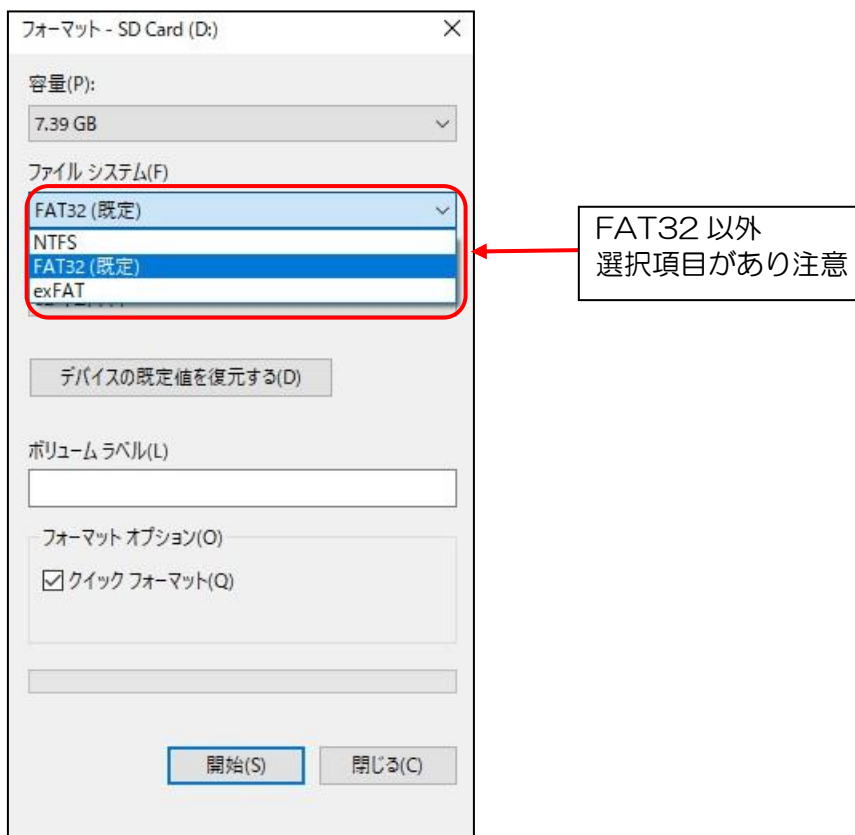 フォーマット - SD Card (D:)
容量(P):
7.39 GB
ファイル システム(F)
FAT32 (既定)
NTFS
FAT32 (既定)
exFAT
デバイスの既定値を復元する(D)
ボリューム ラベル(L)
フォーマット オプション(O)
クイック フォーマット(Q)
開始(S)
閉じる(C)
FAT32 以外
選択項目があり注意